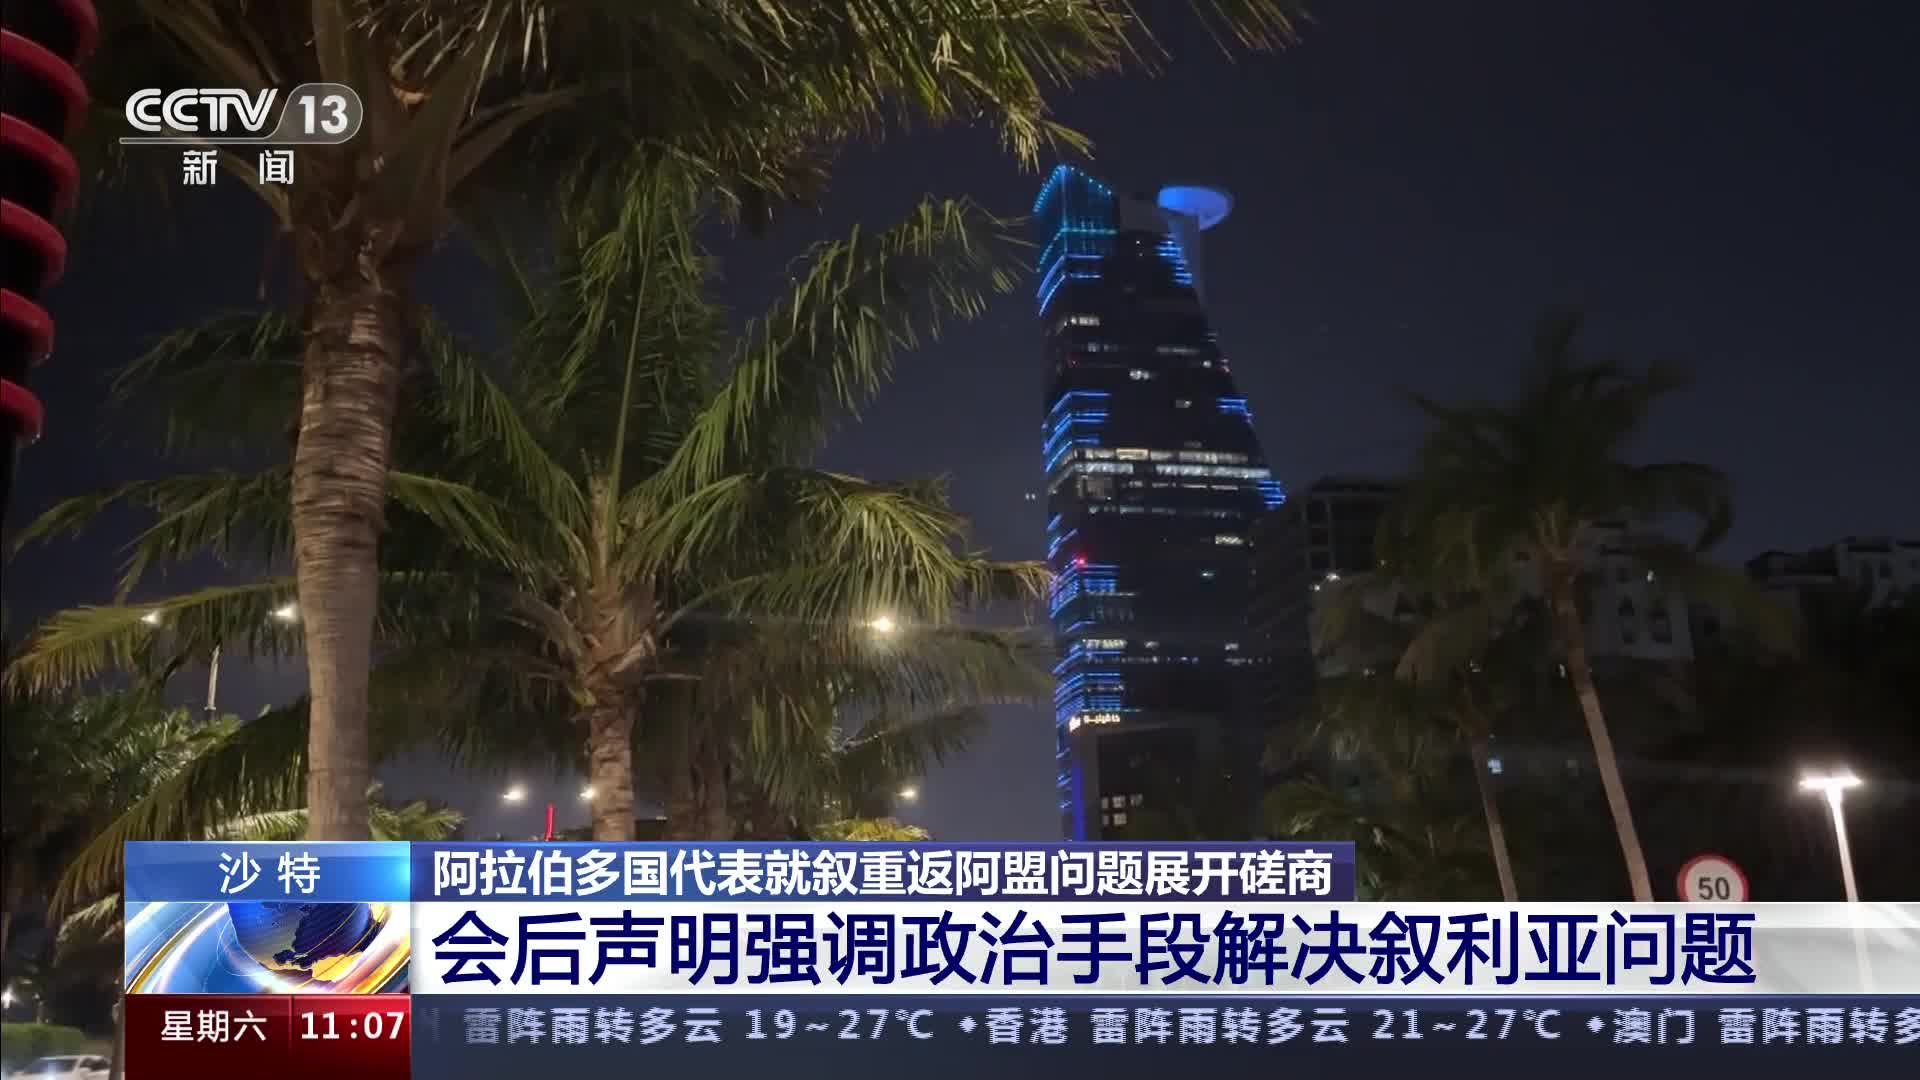 CCTV 13
新闻
كافيليو
50
沙特
阿拉伯多国代表就叙重返阿盟问题展开磋商
会后声明强调政治手段解决叙利亚问题
星期六 11:07
雷阵雨转多云 19~27℃ ◆香港 雷阵雨转多云 21~27℃ ◆澳门 雷阵雨转多